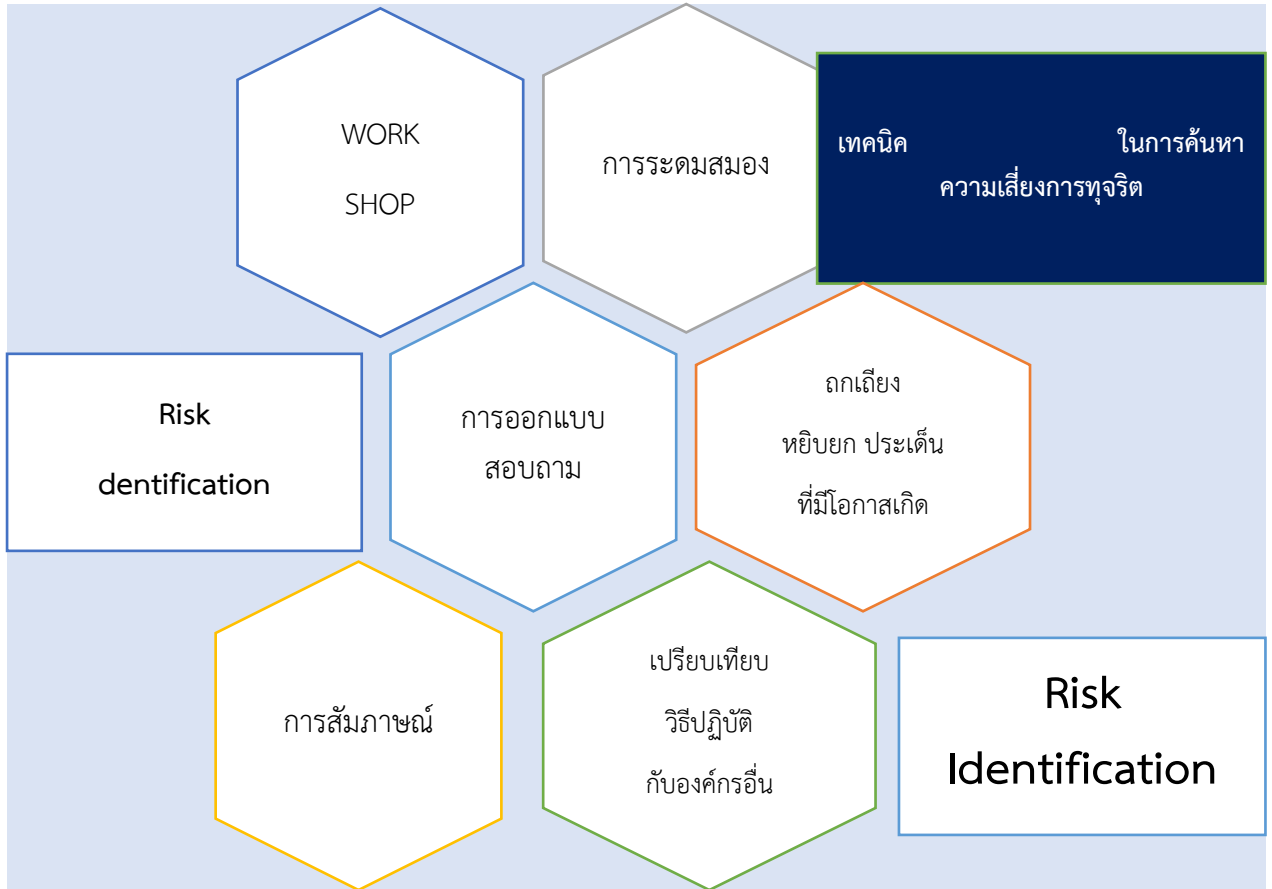 WORK
SHOP
การระดมสมอง
เทคนิค ในการค้นหา
ความเสี่ยงการทุจริต
Risk
dentification
การออกแบบ
สอบถาม
ถกเถียง
หยิบยก ประเด็น
ที่มีโอกาสเกิด
การสัมภาษณ์
เปรียบเทียบ
วิธีปฏิบัติ
กับองค์กรอื่น
Risk
Identification